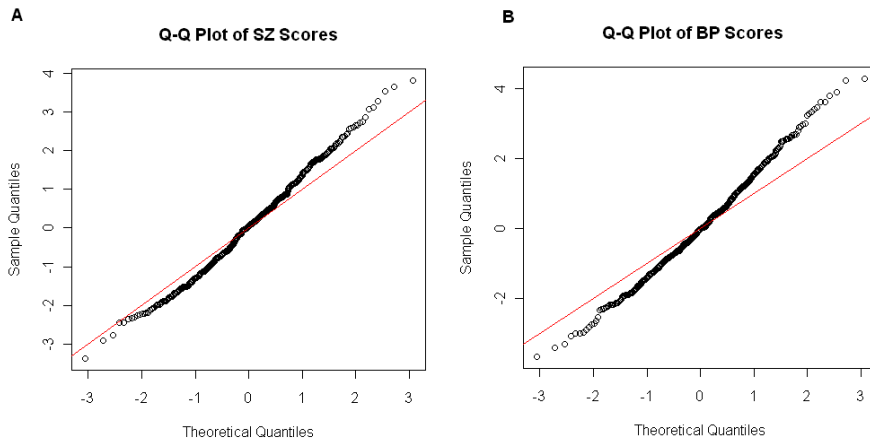 A
Q-Q Plot of SZ Scores
4
3
2
1
0
-1
-2
-3
Sample Quantiles
-3 -2 -1 0 1 2 3
Theoretical Quantiles
B
Q-Q Plot of BP Scores
4
2
0
-2
Sample Quantiles
-3 -2 -1 0 1 2 3
Theoretical Quantiles